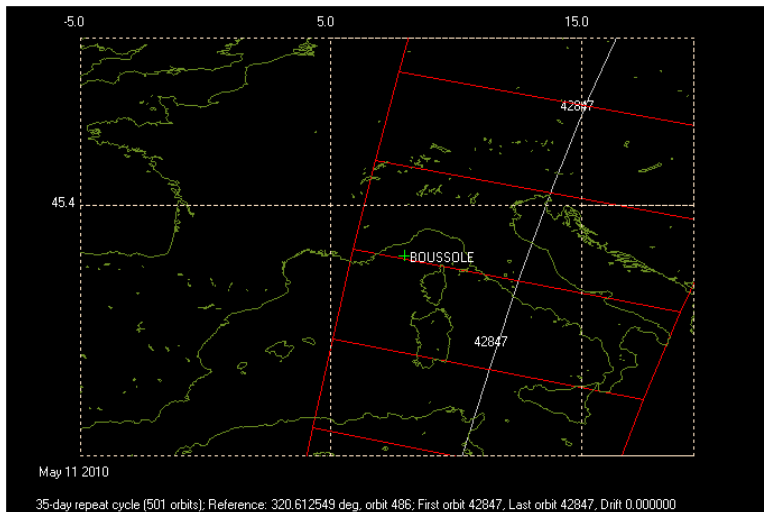 -5.0 5.0 15.0
42847
45.4
BOUSSOLE
42847
May 11 2010
35-day repeat cycle (501 orbits); Reference: 320.612549 deg, orbit 486; First orbit 42847, Last orbit 42847, Drift 0.000000